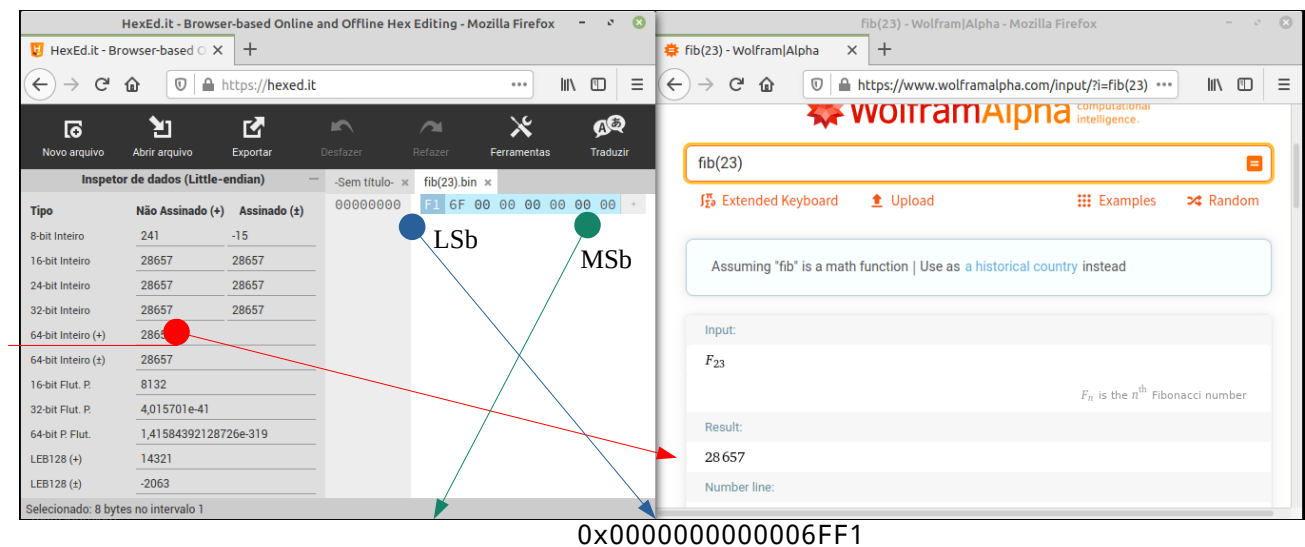 HexEd.it - Browser-based Online and Offline Hex Editing - Mozilla Firefox
HexEd.it - Browser-based O
https://hexed.it
Novo arquivo Abrir arquivo Exportar Desfazer Refazer Ferramentas Traduzir
Inspetor de dados (Little-endian)
-Sem título- × fib(23).bin ×
Tipo Não Assinado (+) Assinado (±)
00000000 F1 6F 00 00 00 00 00 00
8-bit Inteiro 241 -15
16-bit Inteiro 28657 28657
24-bit Inteiro 28657 28657
32-bit Inteiro 28657 28657
64-bit Inteiro (+)
64-bit Inteiro (±) 28657
16-bit Flut. P. 8132
32-bit Flut. P. 4,015701e-41
64-bit P. Flut. 1,41584392128726e-319
LEB128 (+) 14321
LEB128 (±) -2063
Selecionado: 8 bytes no intervalo 1
LSb
MSb
fib(23) - Wolfram|Alpha - Mozilla Firefox
fib(23) - Wolfram|Alpha
https://www.wolframalpha.com/input/?i=fib(23)
WolframAlpha computational intelligence.
fib(23)
Extended Keyboard Upload Examples Random
Assuming "fib" is a math function | Use as a historical country instead
Input:
F23
Fn is the nth Fibonacci number
Result:
28 657
Number line:
0x0000000000006FF1